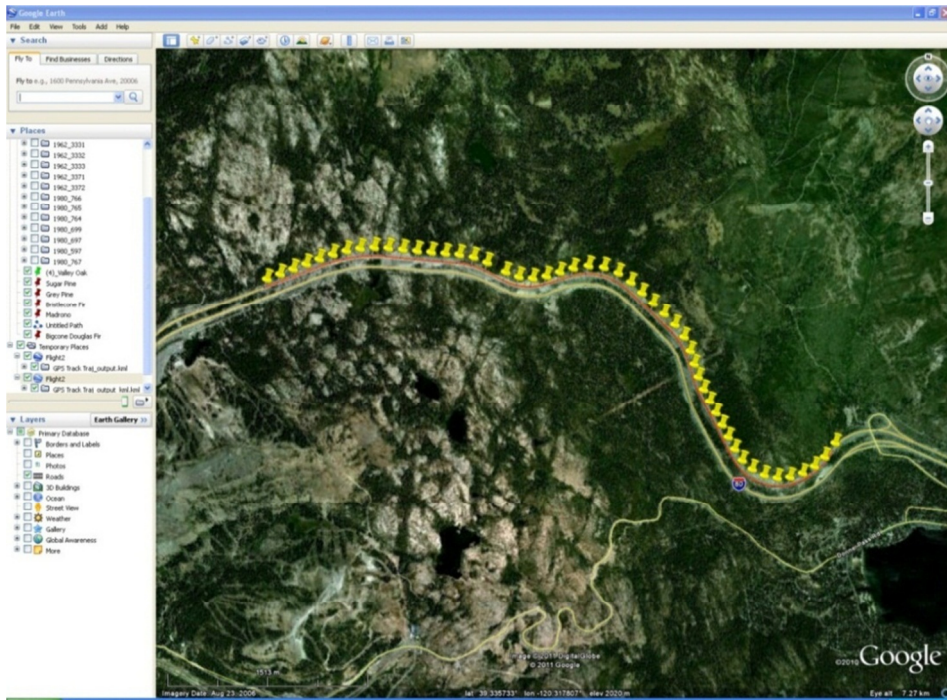 Google Earth
File Edit View Tools Add Help
Search
Fly To Find Businesses Directions
Fly to e.g., 1600 Pennsylvania Ave, 20006
Places
1962_3331
1962_3332
1962_3333
1962_3371
1962_3372
1980_766
1980_765
1980_764
1980_699
1980_697
1980_597
1980_767
(4)_Valley Oak
Sugar Pine
Grey Pine
Bristlecone Fir
Madrono
Untitled Path
Bigcone Douglas Fir
Temporary Places
Flight2
GPS Track Traj_output.kml
Flight2
GPS Track Traj_output_kml.kml
Layers Earth Gallery >>
Primary Database
Borders and Labels
Places
Photos
Roads
3D Buildings
Ocean
Street View
Weather
Gallery
Global Awareness
More
N
80
1513 m
Image © 2011 DigitalGlobe
© 2011 Google
©2010 Google
Imagery Date: Aug 23, 2006 lat 39.335733° lon -120.317807° elev 2020 m Eye alt 7.27 km